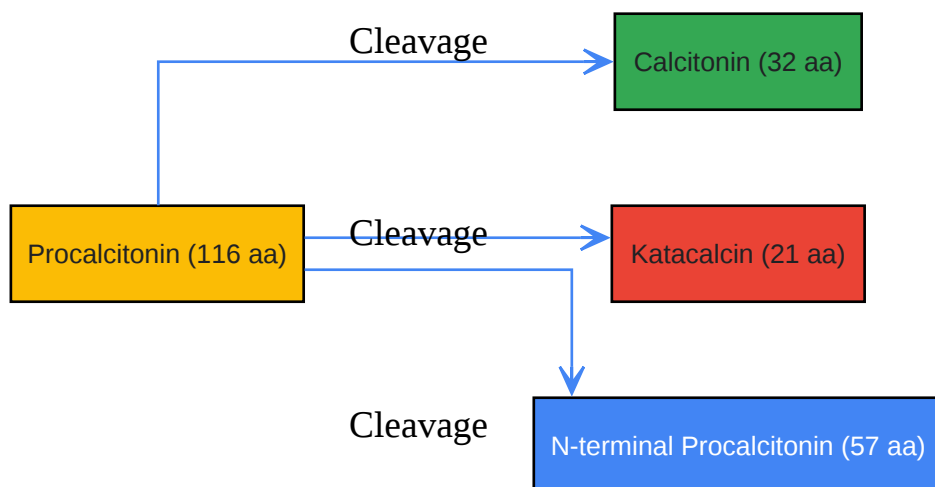 Cleavage
Calcitonin (32 aa)
Procalcitonin (116 aa)
Cleavage
Katacalcin (21 aa)
Cleavage
N-terminal Procalcitonin (57 aa)